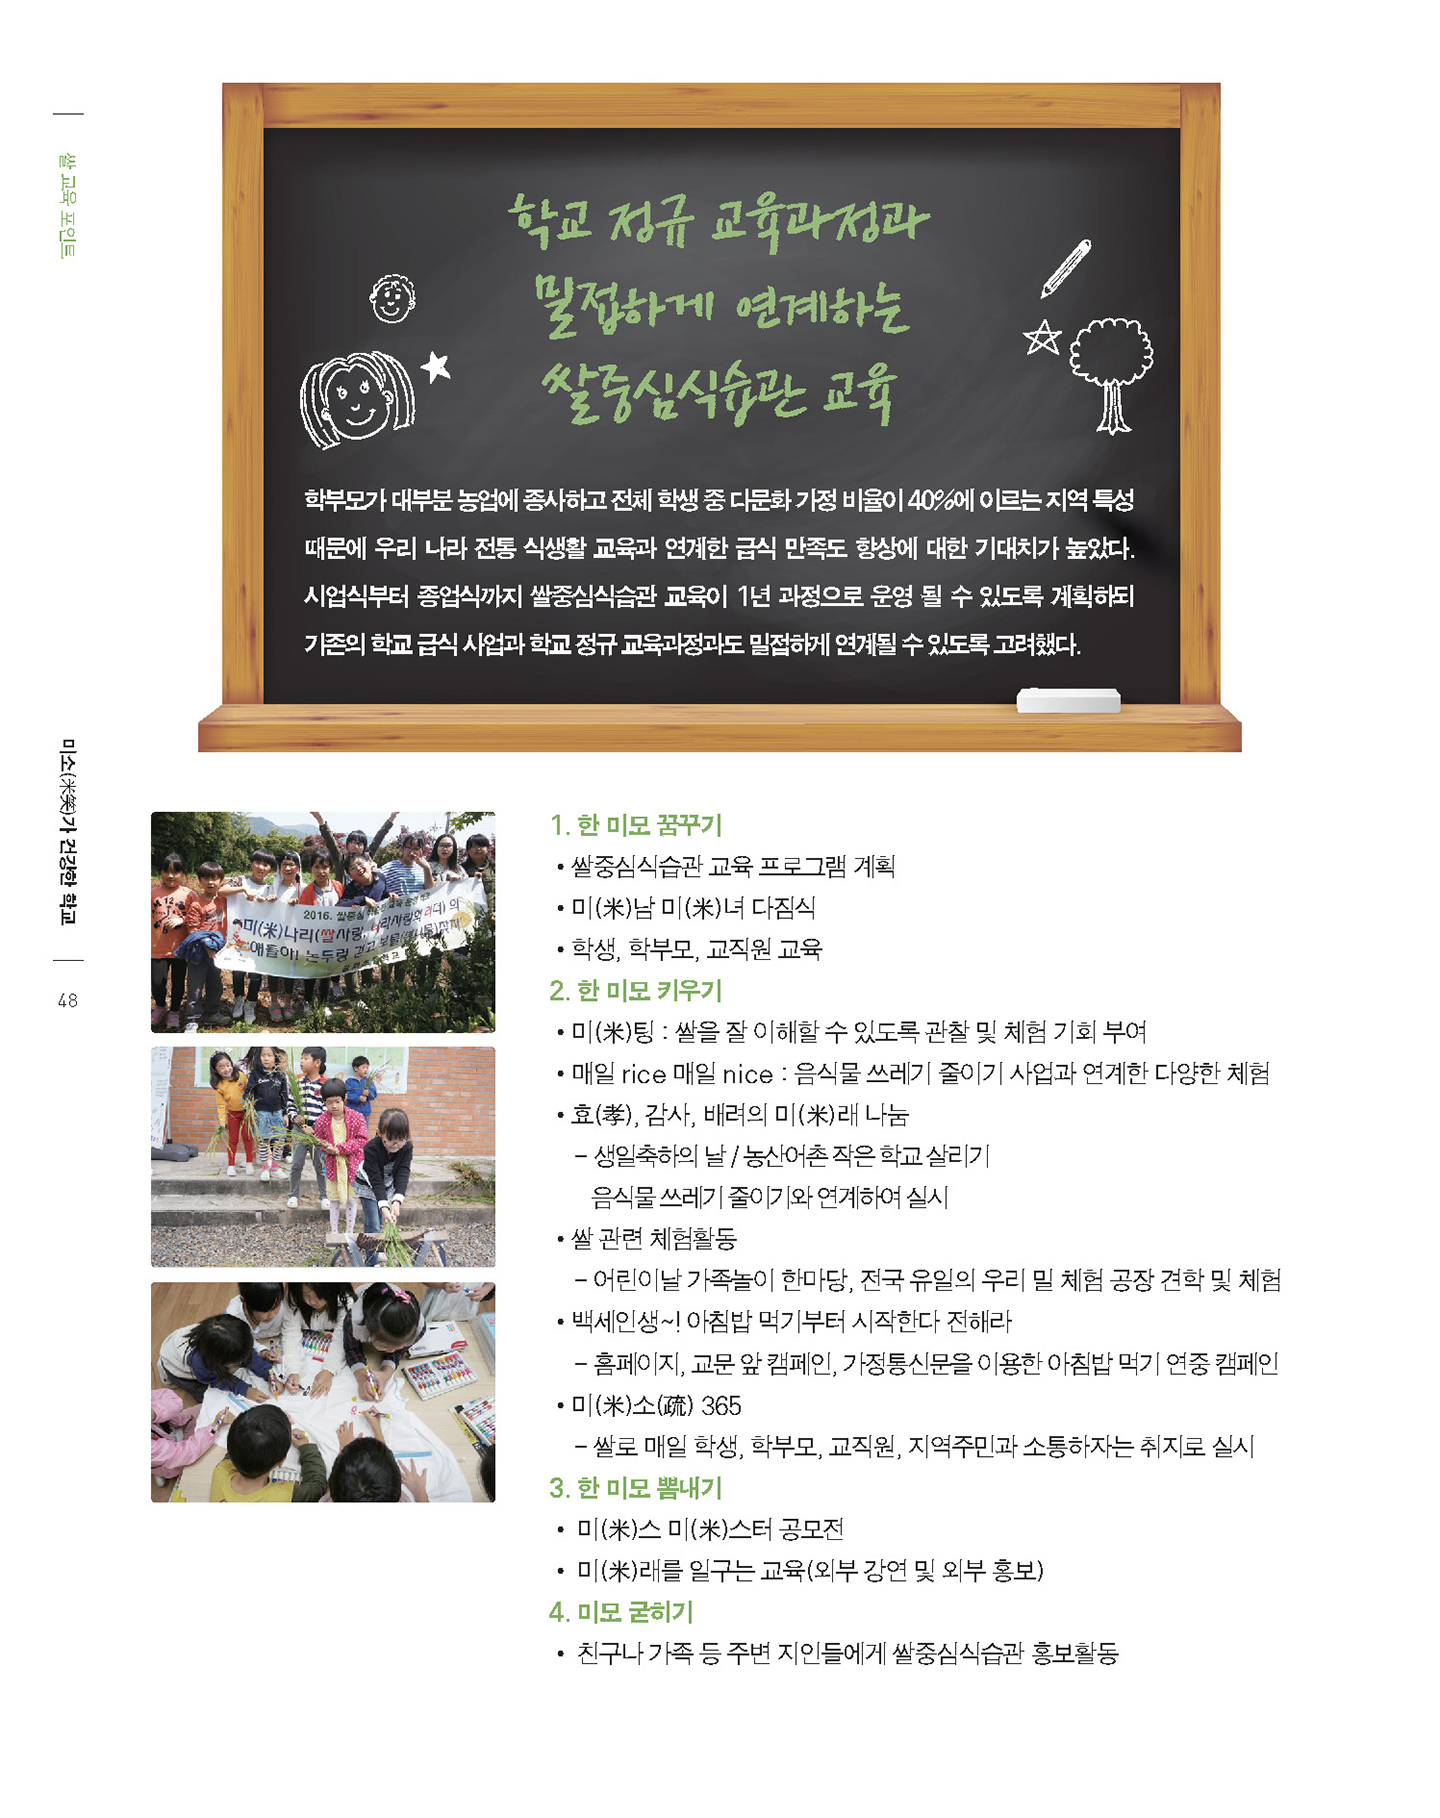 쌀 교육 포인트
미소(米笑)가 건강한 학교
48
학교 정규 교육과정과
밀접하게 연계하는
쌀중심식습관 교육
학부모가 대부분 농업에 종사하고 전체 학생 중 다문화 가정 비율이 40%에 이르는 지역 특성
때문에 우리 나라 전통 식생활 교육과 연계한 급식 만족도 향상에 대한 기대치가 높았다.
시업식부터 종업식까지 쌀중심식습관 교육이 1년 과정으로 운영 될 수 있도록 계획하되
기존의 학교 급식 사업과 학교 정규 교육과정과도 밀접하게 연계될 수 있도록 고려했다.
2016. 쌀중심
미(米)나리(쌀사랑, 나라사랑의 리더)의
얘들아! 논두렁 걷고 보물(봄나물)찾자
1. 한 미모 꿈꾸기
• 쌀중심식습관 교육 프로그램 계획
• 미(米)남 미(米)녀 다짐식
• 학생, 학부모, 교직원 교육
2. 한 미모 키우기
• 미(米)팅 : 쌀을 잘 이해할 수 있도록 관찰 및 체험 기회 부여
• 매일 rice 매일 nice : 음식물 쓰레기 줄이기 사업과 연계한 다양한 체험
• 효(孝), 감사, 배려의 미(米)래 나눔
– 생일축하의 날 / 농산어촌 작은 학교 살리기
음식물 쓰레기 줄이기와 연계하여 실시
• 쌀 관련 체험활동
– 어린이날 가족놀이 한마당, 전국 유일의 우리 밀 체험 공장 견학 및 체험
• 백세인생~! 아침밥 먹기부터 시작한다 전해라
– 홈페이지, 교문 앞 캠페인, 가정통신문을 이용한 아침밥 먹기 연중 캠페인
• 미(米)소(疏) 365
– 쌀로 매일 학생, 학부모, 교직원, 지역주민과 소통하자는 취지로 실시
3. 한 미모 뽐내기
• 미(米)스 미(米)스터 공모전
• 미(米)래를 일구는 교육(외부 강연 및 외부 홍보)
4. 미모 굳히기
• 친구나 가족 등 주변 지인들에게 쌀중심식습관 홍보활동